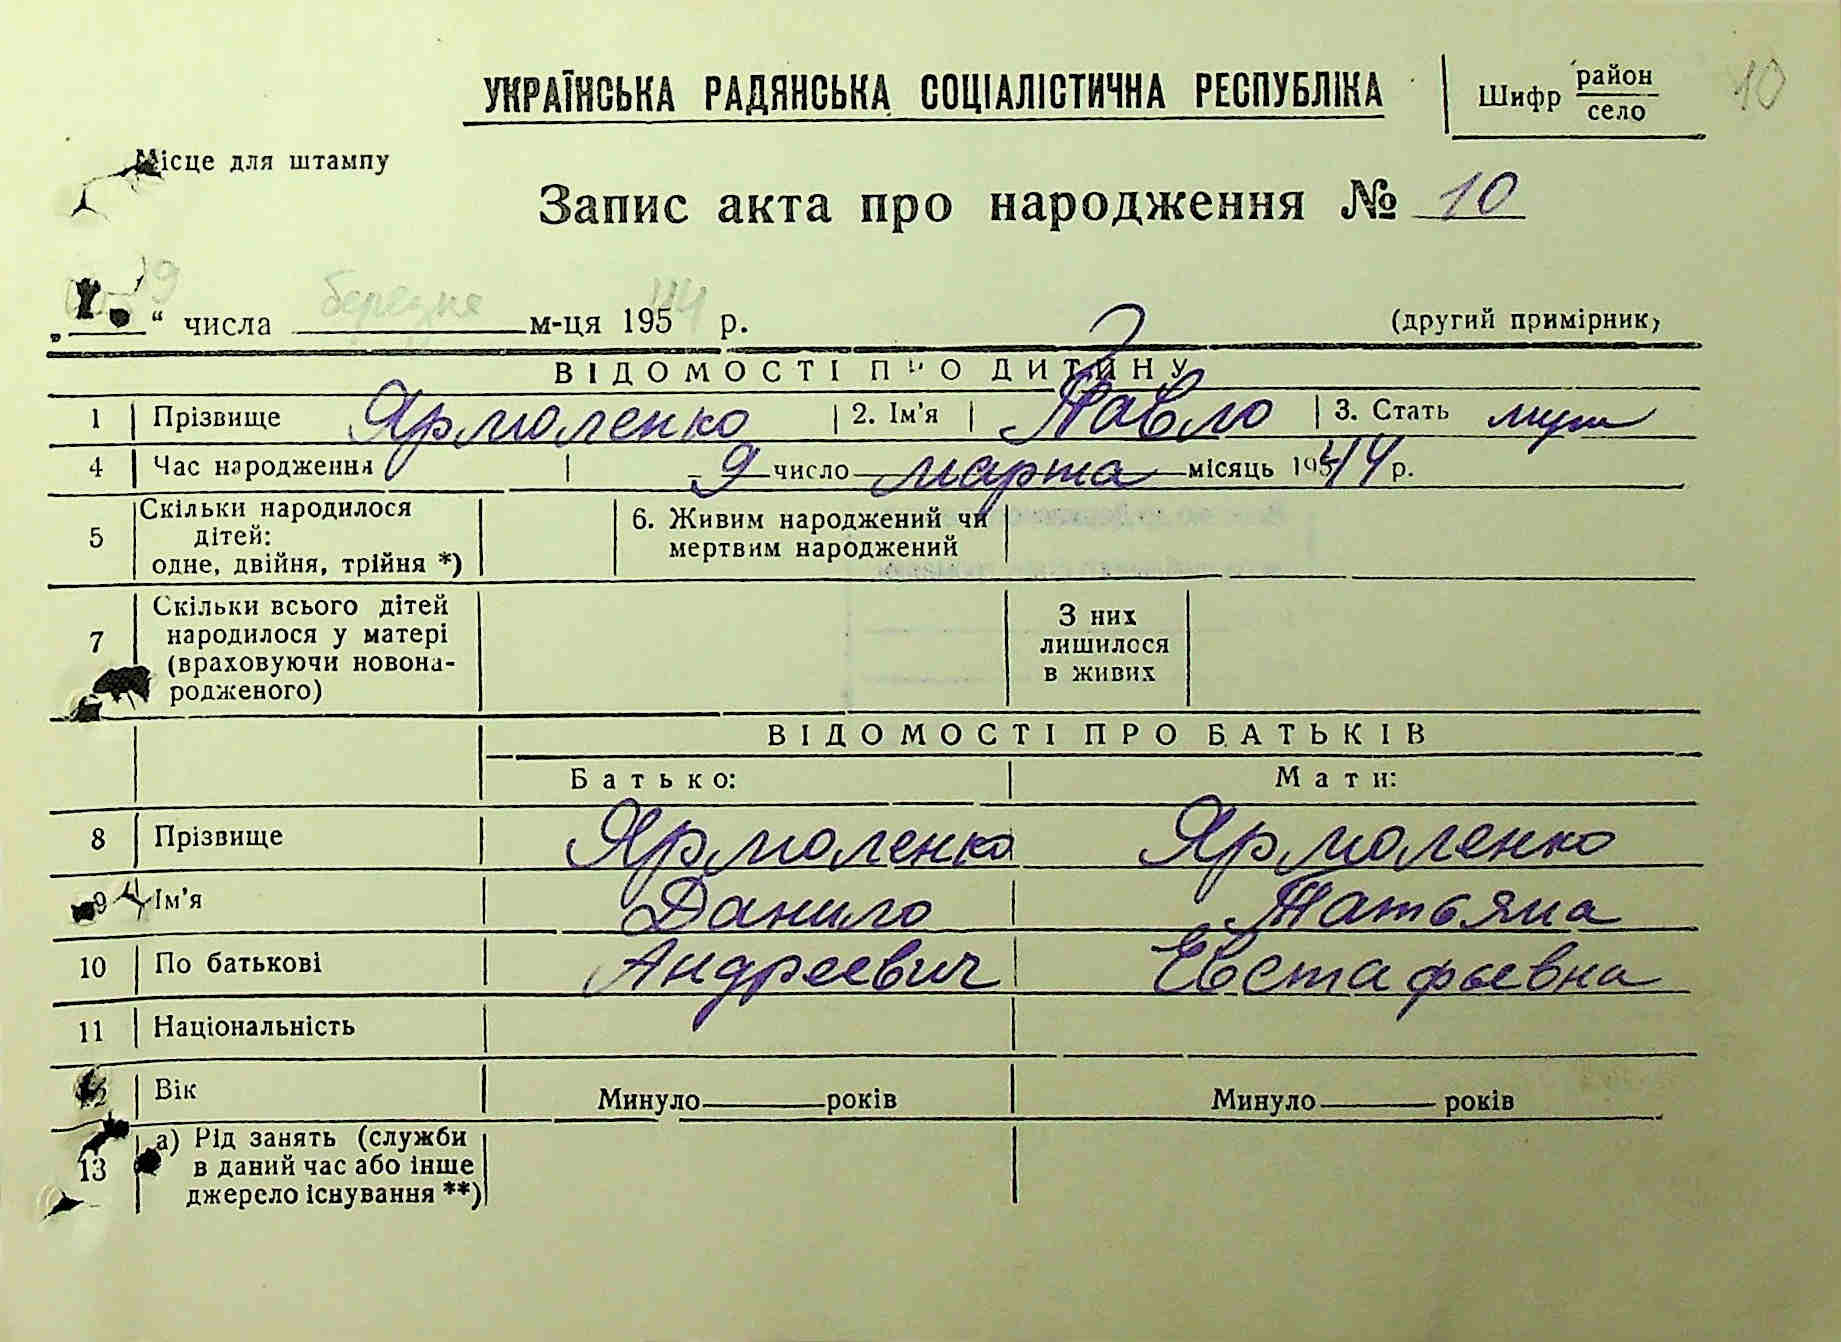 УКРАЇНСЬКА РАДЯНСЬКА СОЦІАЛІСТИЧНА РЕСПУБЛІКА
Шифр район
село
10
Місце для штампу
Запис акта про народження № 10
„ 9 “ числа березня м-ця 195 44 р. (другий примірник)
ВІДОМОСТІ ПРО ДИТИНУ
1 Прізвище Ярмоленко 2. Ім'я Павло 3. Стать муж
4 Час народження 9 число марта місяць 1944 р.
5 Скільки народилося дітей: одне, двійня, трійня *) 6. Живим народжений чи мертвим народжений
7 Скільки всього дітей народилося у матері (враховуючи новона-родженого) З них лишилося в живих
ВІДОМОСТІ ПРО БАТЬКІВ
Батько: Мати:
8 Прізвище Ярмоленко Ярмоленко
9 Ім'я Данило Татьяна
10 По батькові Андреевич Евстафьевна
11 Національність
12 Вік Минуло років Минуло років
13 а) Рід занять (служби в даний час або інше джерело існування **)